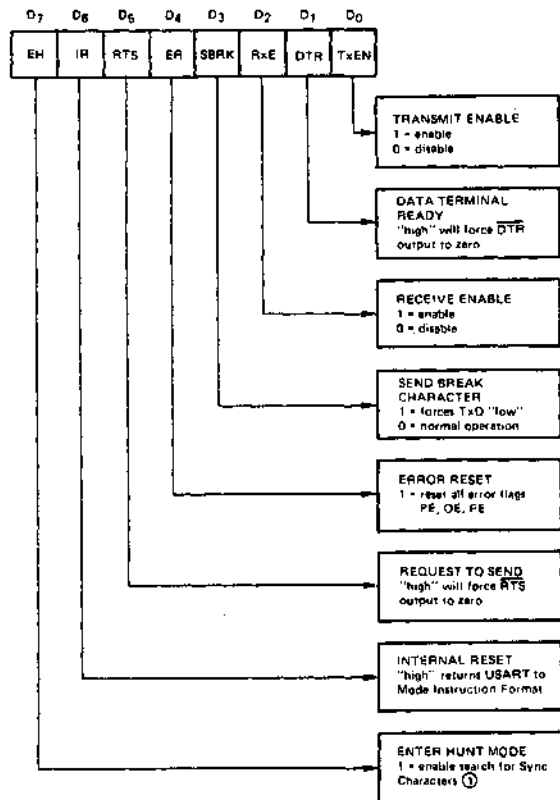 D7 D6 D5 D4 D3 D2 D1 D0
EH IR RTS ER SBRK RxE DTR TxEN
TRANSMIT ENABLE
1 = enable
0 = disable
DATA TERMINAL
READY
"high" will force DTR
output to zero
RECEIVE ENABLE
1 = enable
0 = disable
SEND BREAK
CHARACTER
1 = forces TxD "low"
0 = normal operation
ERROR RESET
1 = reset all error flags
PE, OE, FE
REQUEST TO SEND
"high" will force RTS
output to zero
INTERNAL RESET
"high" returns USART to
Mode Instruction Format
ENTER HUNT MODE
1 = enable search for Sync
Characters ①